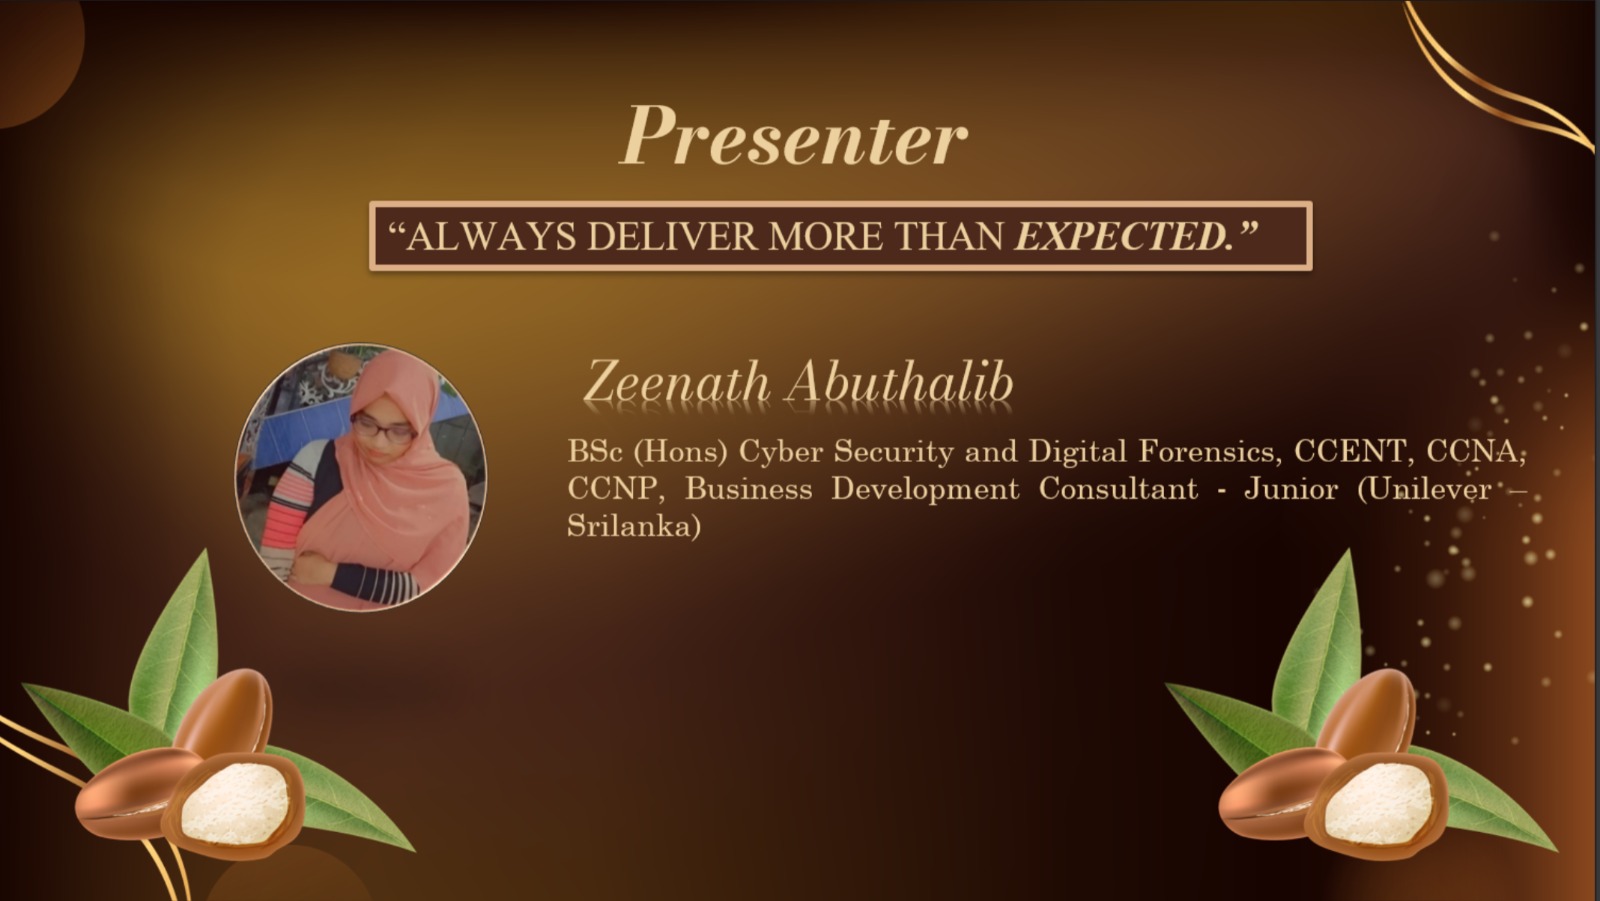 Presenter
“ALWAYS DELIVER MORE THAN EXPECTED.”
Zeenath Abuthalib
BSc (Hons) Cyber Security and Digital Forensics, CCENT, CCNA,
CCNP, Business Development Consultant - Junior (Unilever –
Srilanka)